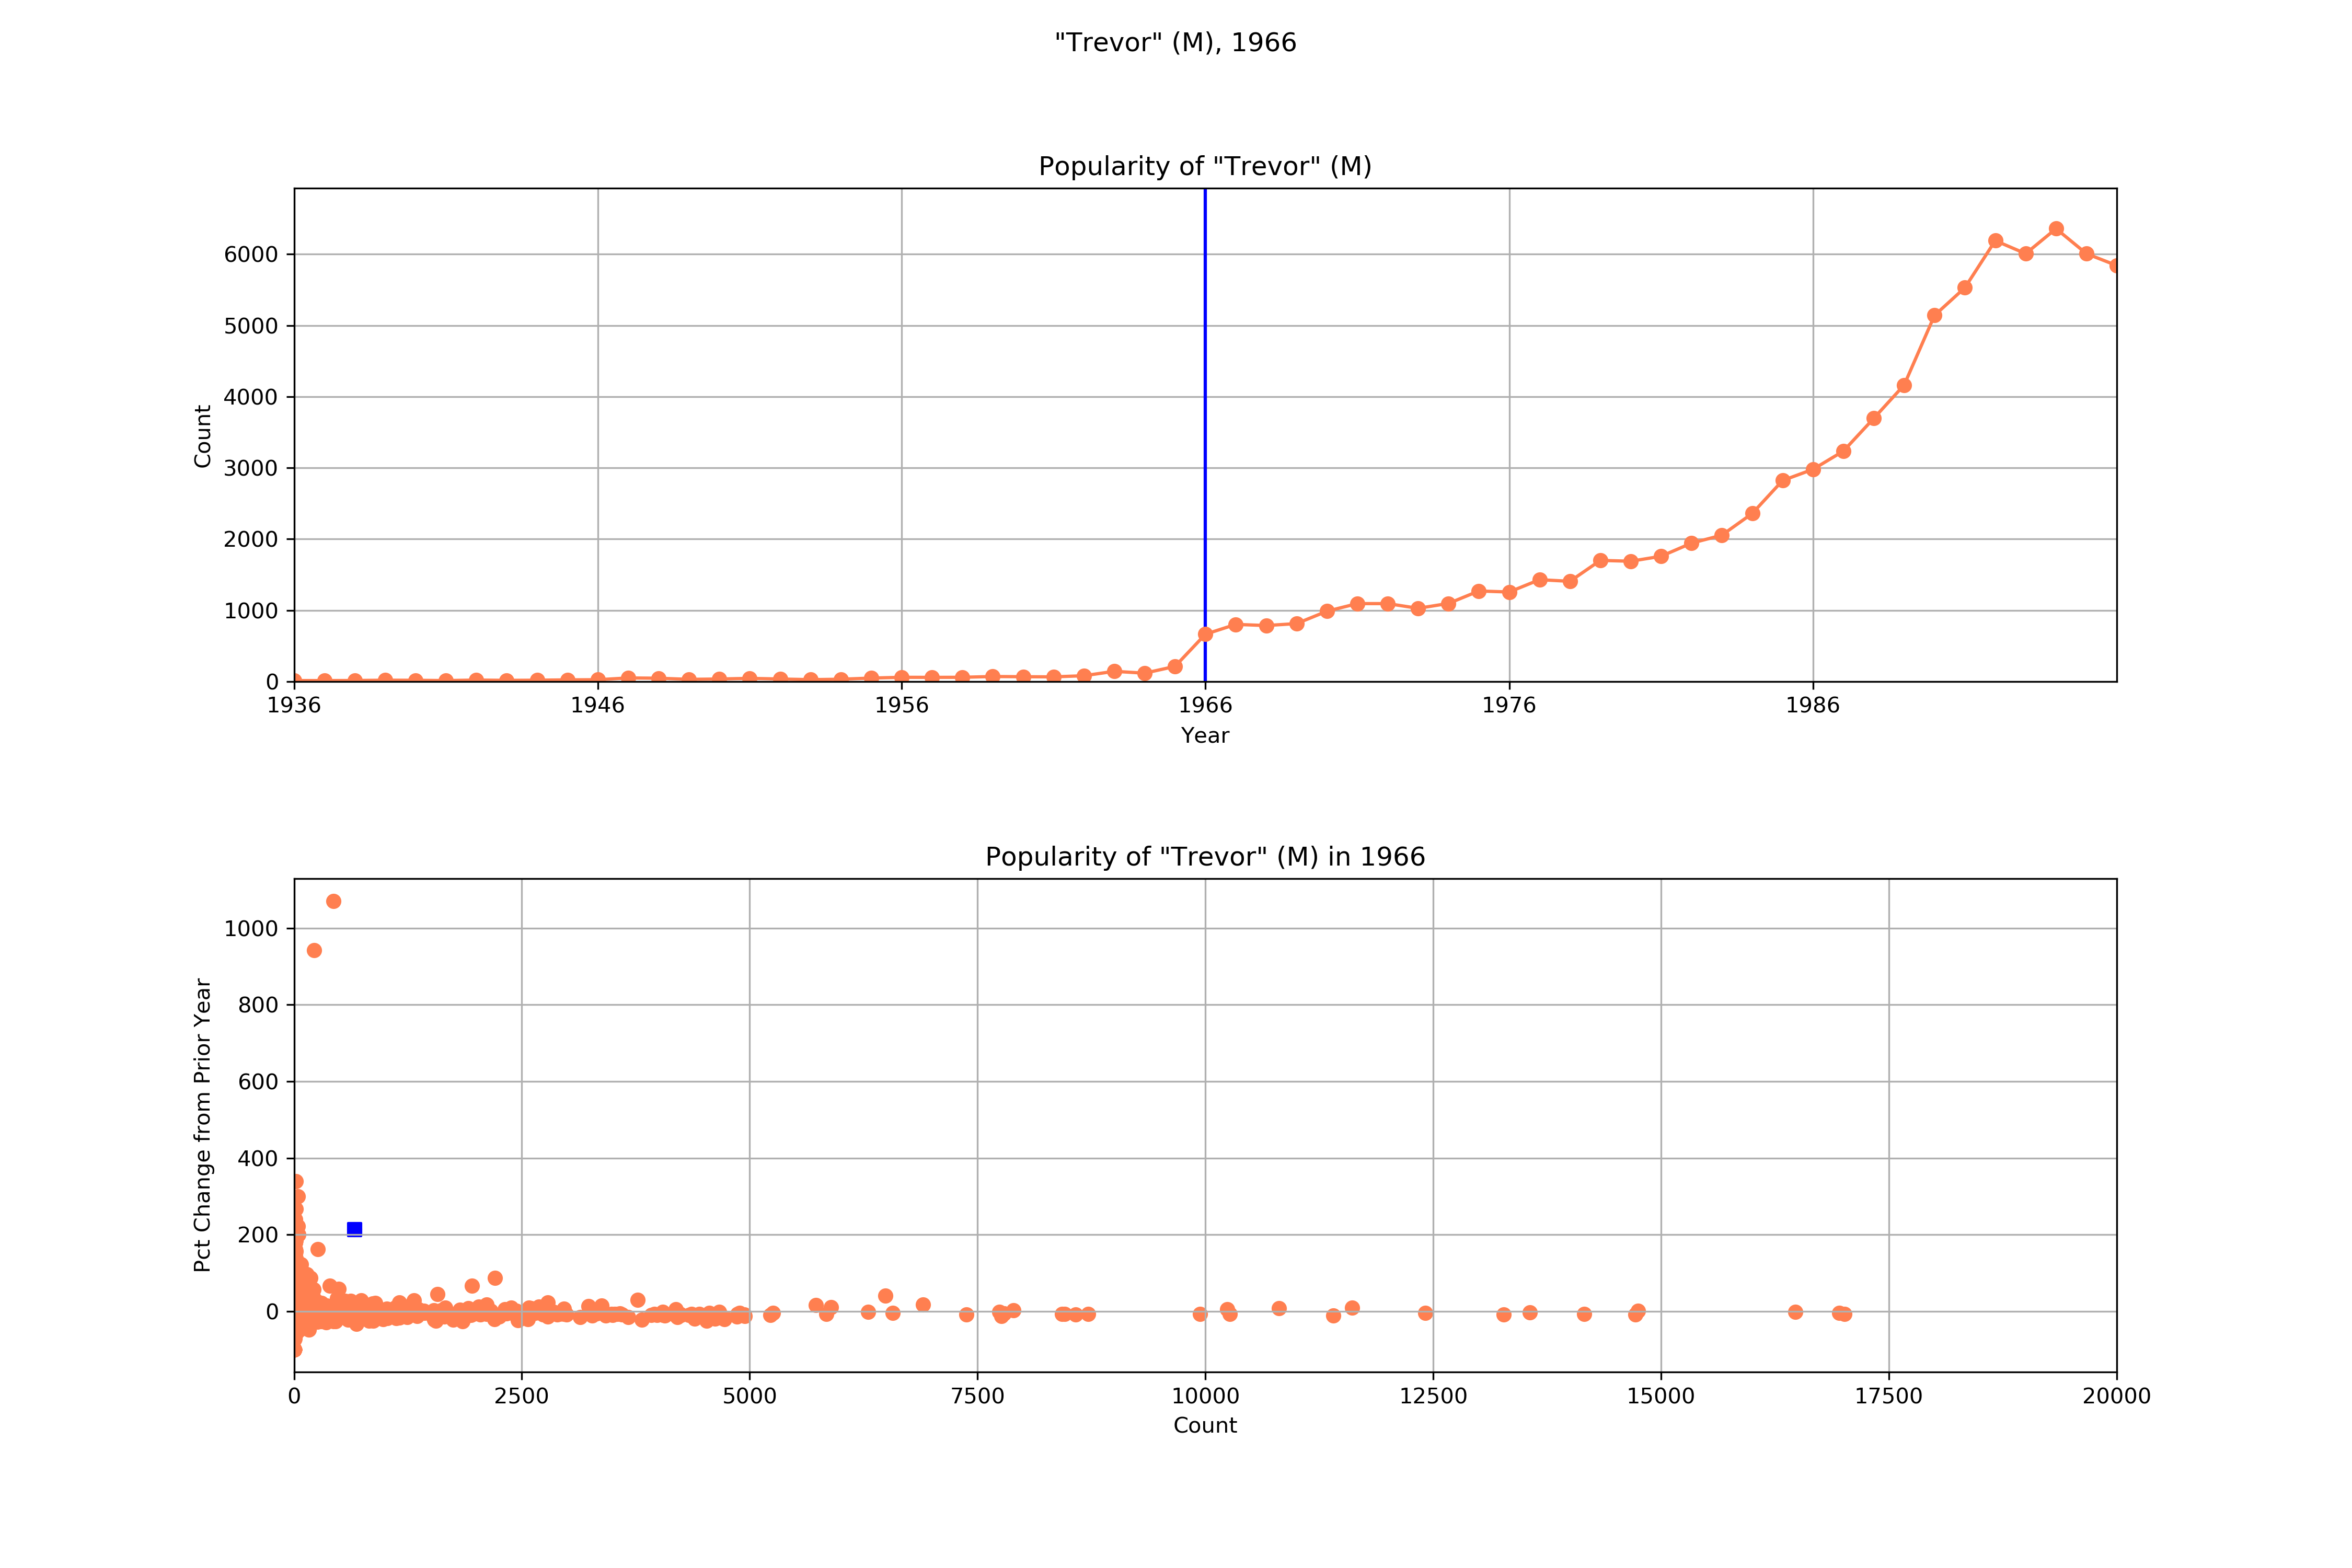 "Trevor" (M), 1966
Popularity of "Trevor" (M)
6000
5000
4000
3000
2000
1000
0
Count
1936 1946 1956 1966 1976 1986
Year
Popularity of "Trevor" (M) in 1966
1000
800
600
400
200
0
Pct Change from Prior Year
0 2500 5000 7500 10000 12500 15000 17500 20000
Count